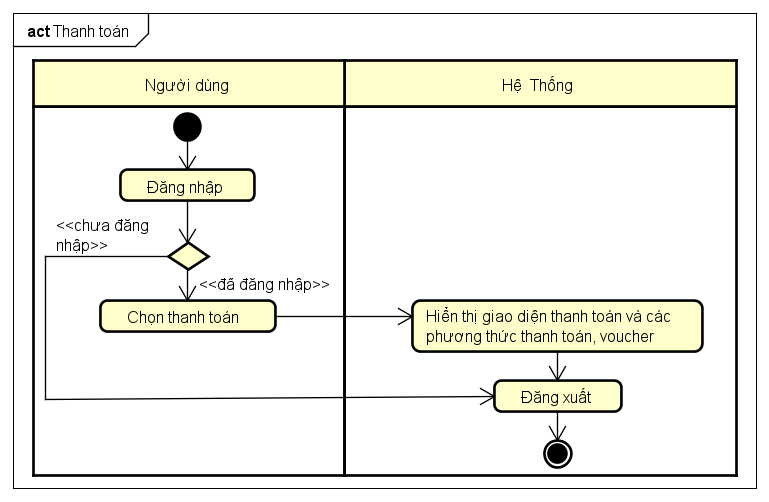 act Thanh toán
Người dùng
Hệ Thống
Đăng nhập
<<chưa đăng
nhập>>
<<đã đăng nhập>>
Chọn thanh toán
Hiển thị giao diện thanh toán và các
phương thức thanh toán, voucher
Đăng xuất